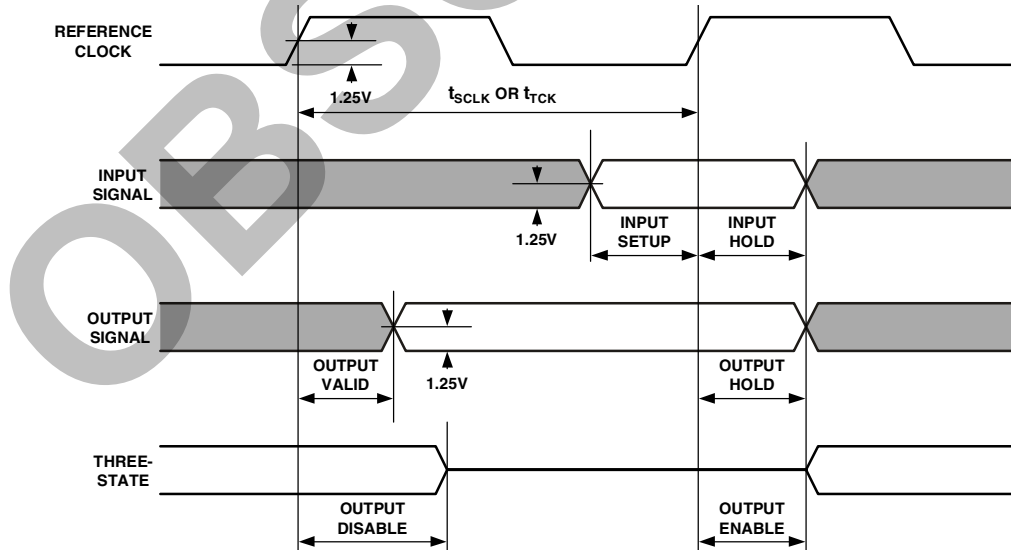 REFERENCE
CLOCK
1.25V
tSCLK OR tTCK
INPUT
SIGNAL
1.25V
INPUT
SETUP
INPUT
HOLD
OUTPUT
SIGNAL
OUTPUT
VALID
1.25V
OUTPUT
HOLD
THREE-
STATE
OUTPUT
DISABLE
OUTPUT
ENABLE
OBS